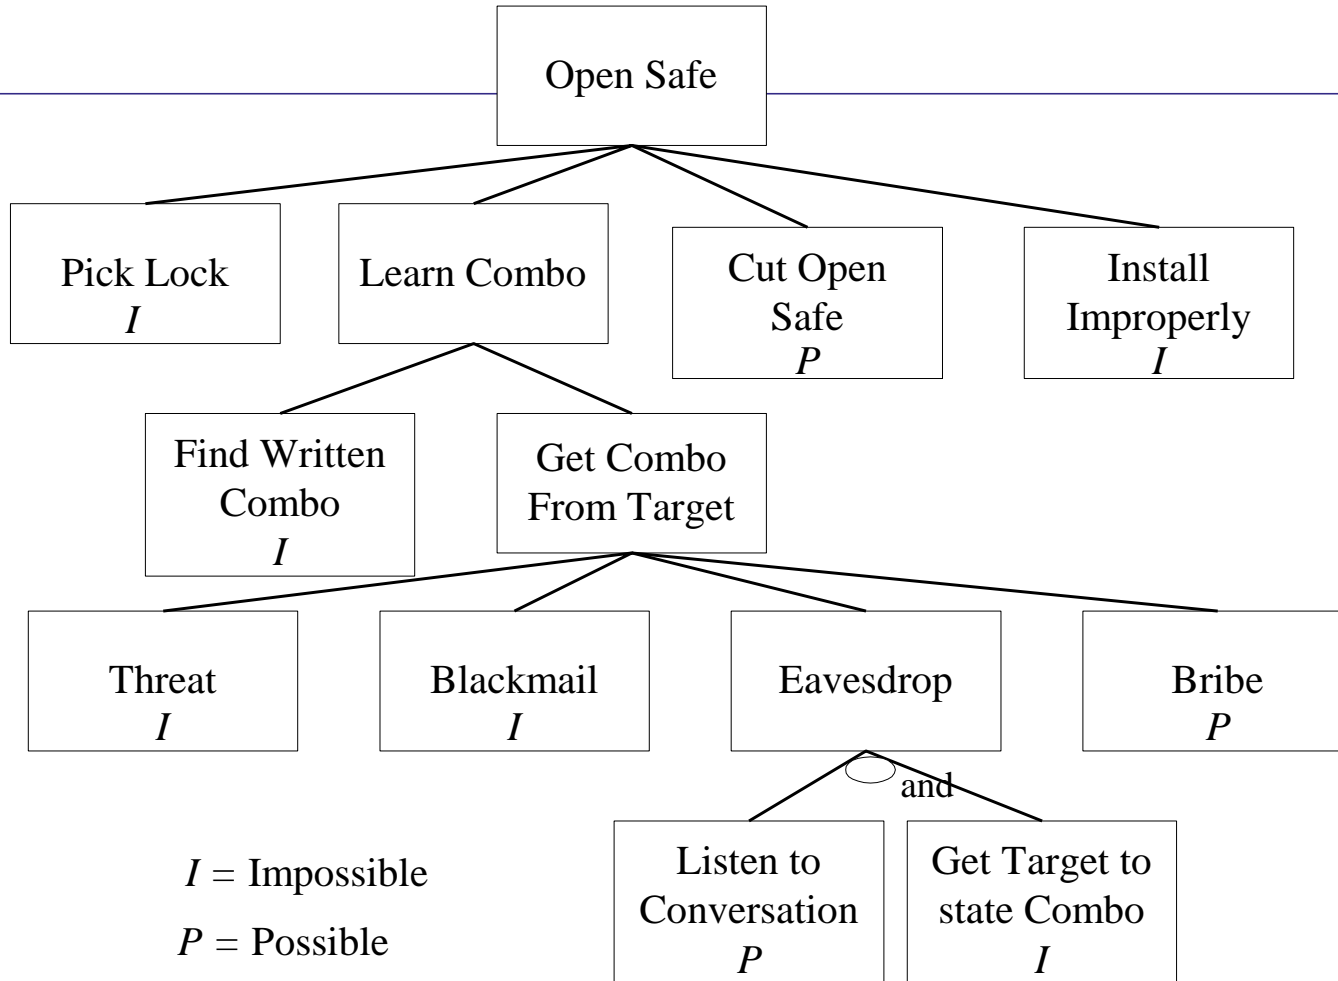 Open Safe
Pick Lock
I
Learn Combo
Cut Open
Safe
P
Install
Improperly
I
Find Written
Combo
I
Get Combo
From Target
Threat
I
Blackmail
I
Eavesdrop
Bribe
P
and
Listen to
Conversation
P
Get Target to
state Combo
I
I = Impossible
P = Possible